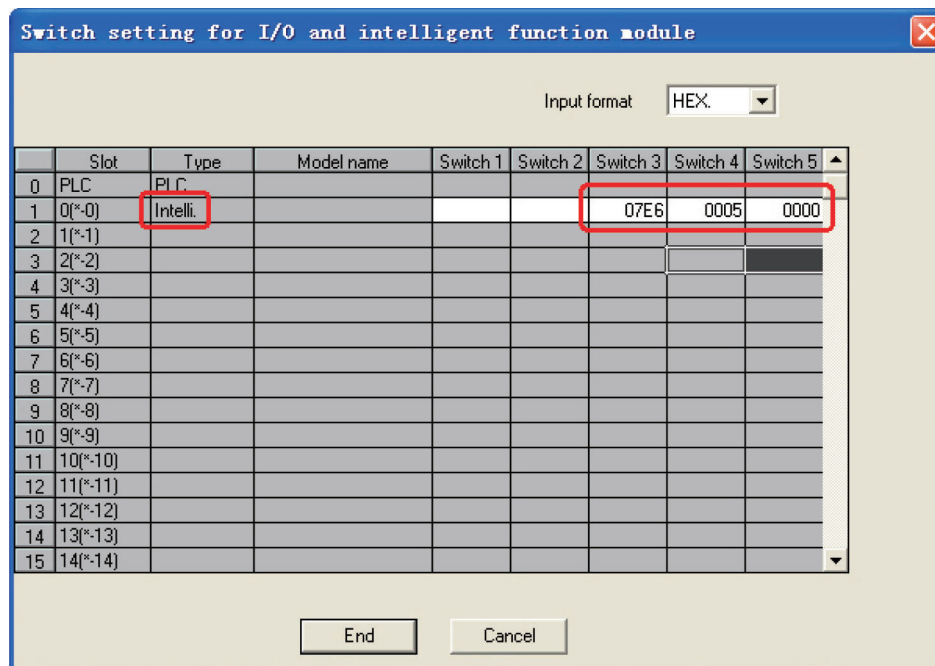 Switch setting for I/O and intelligent function module
Input format HEX.
Slot Type Model name Switch 1 Switch 2 Switch 3 Switch 4 Switch 5
0 PLC PLC
1 0(*-0) Intelli. 07E6 0005 0000
2 1(*-1)
3 2(*-2)
4 3(*-3)
5 4(*-4)
6 5(*-5)
7 6(*-6)
8 7(*-7)
9 8(*-8)
10 9(*-9)
11 10(*-10)
12 11(*-11)
13 12(*-12)
14 13(*-13)
15 14(*-14)
End Cancel